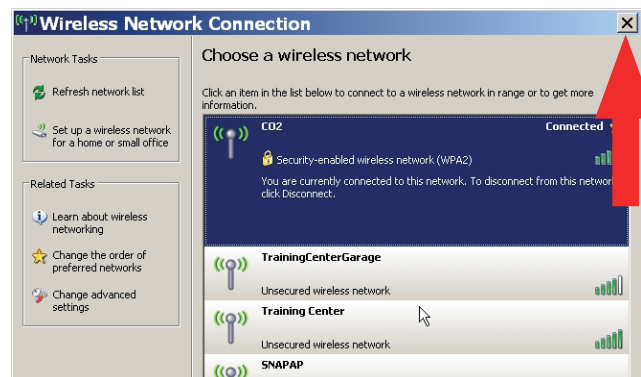 Wireless Network Connection
Network Tasks
Refresh network list
Set up a wireless network
for a home or small office
Related Tasks
Learn about wireless
networking
Change the order of
preferred networks
Change advanced
settings
Choose a wireless network
Click an item in the list below to connect to a wireless network in range or to get more
information.
CO2
Connected
Security-enabled wireless network (WPA2)
You are currently connected to this network. To disconnect from this network
click Disconnect.
TrainingCenterGarage
Unsecured wireless network
Training Center
Unsecured wireless network
SNAPAP